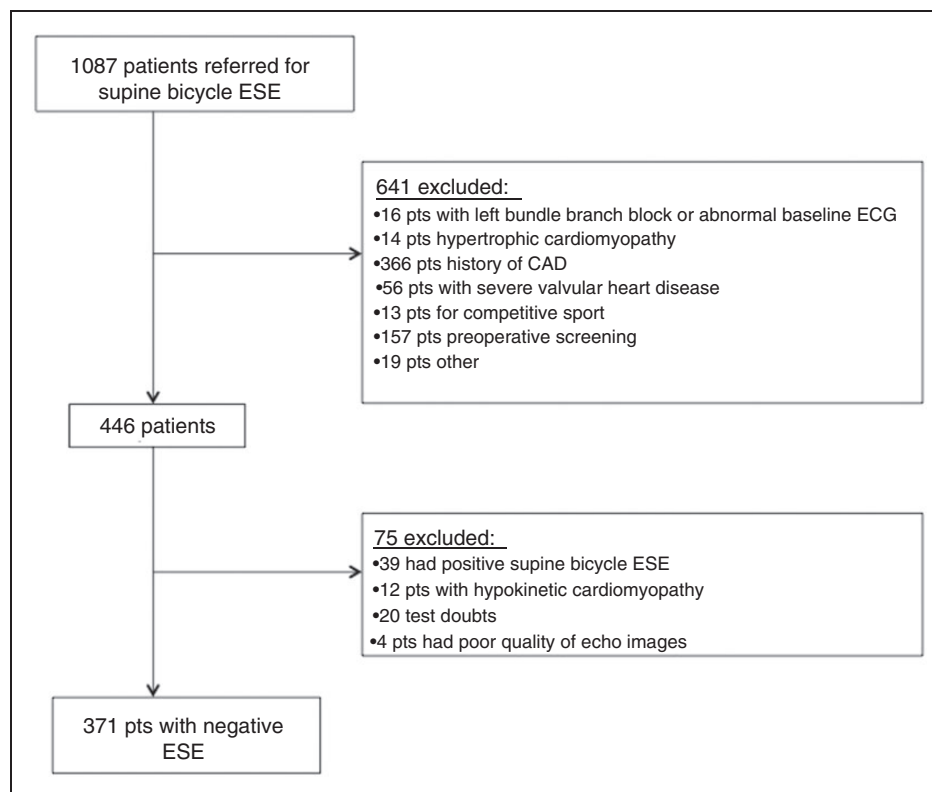 1087 patients referred for
supine bicycle ESE
641 excluded:
•16 pts with left bundle branch block or abnormal baseline ECG
•14 pts hypertrophic cardiomyopathy
•366 pts history of CAD
•56 pts with severe valvular heart disease
•13 pts for competitive sport
•157 pts preoperative screening
•19 pts other
446 patients
75 excluded:
•39 had positive supine bicycle ESE
•12 pts with hypokinetic cardiomyopathy
•20 test doubts
•4 pts had poor quality of echo images
371 pts with negative
ESE